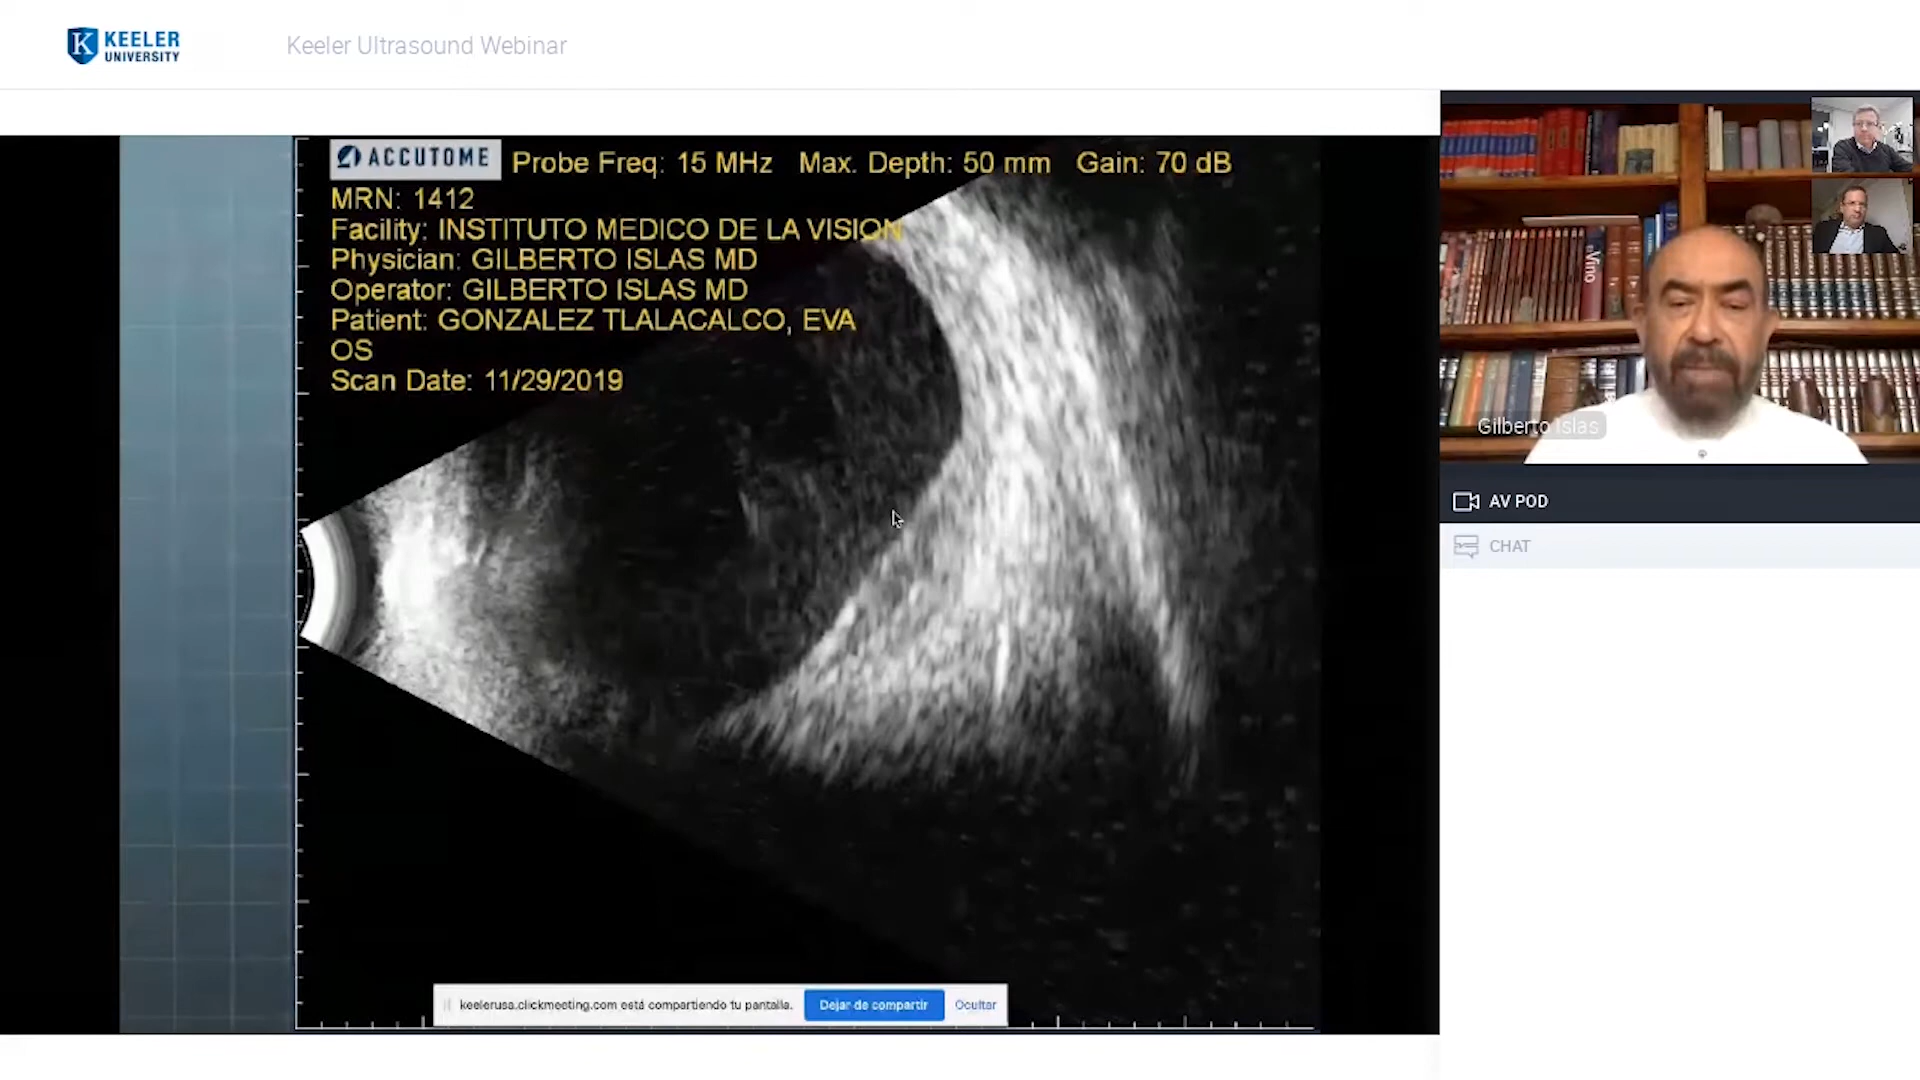 KEELER
UNIVERSITY
Keeler Ultrasound Webinar
ACCUTOME
Probe Freq: 15 MHz Max. Depth: 50 mm Gain: 70 dB
MRN: 1412
Facility: INSTITUTO MEDICO DE LA VISION
Physician: GILBERTO ISLAS MD
Operator: GILBERTO ISLAS MD
Patient: GONZALEZ TLALACALCO, EVA
OS
Scan Date: 11/29/2019
Vino
Gilberto Islas
AV POD
CHAT
keelerusa.clickmeeting.com está compartiendo tu pantalla.
Dejar de compartir
Ocultar